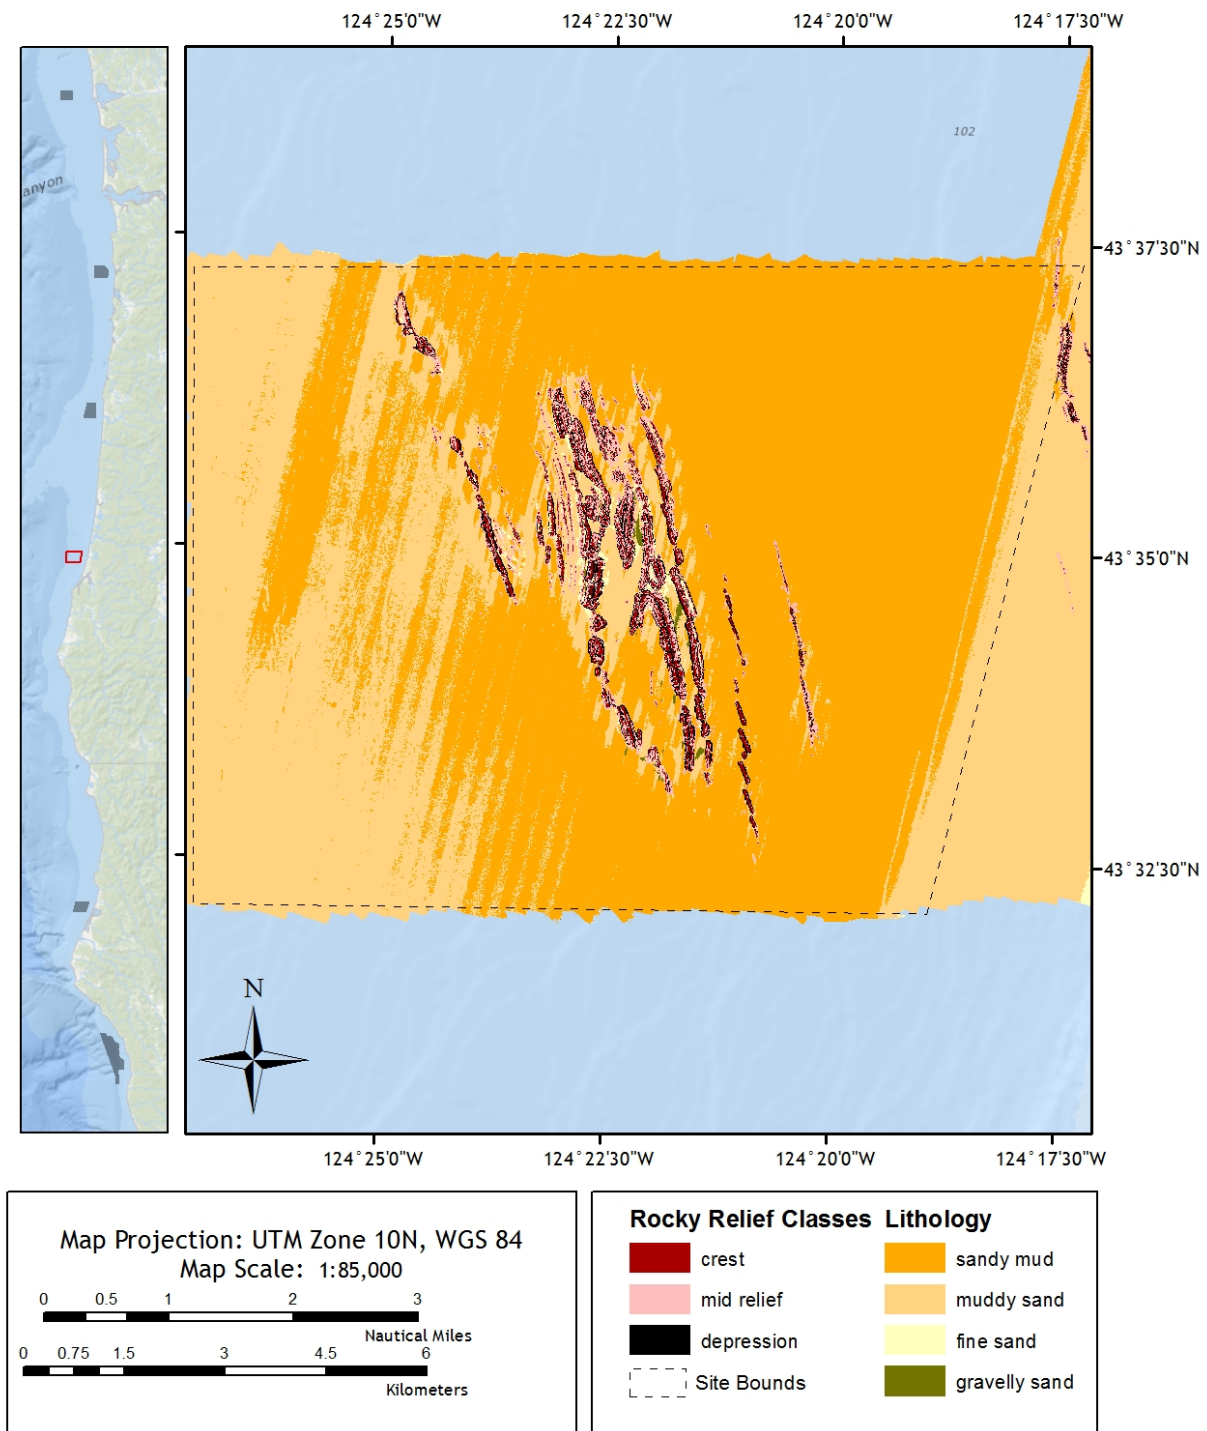 124°25'0"W 124°22'30"W 124°20'0"W 124°17'30"W
102
anyon
43°37'30"N
43°35'0"N
43°32'30"N
N
124°25'0"W 124°22'30"W 124°20'0"W 124°17'30"W
Map Projection: UTM Zone 10N, WGS 84
Map Scale: 1:85,000
0 0.5 1 2 3
Nautical Miles
0 0.75 1.5 3 4.5 6
Kilometers
Rocky Relief Classes Lithology
crest sandy mud
mid relief muddy sand
depression fine sand
Site Bounds gravelly sand